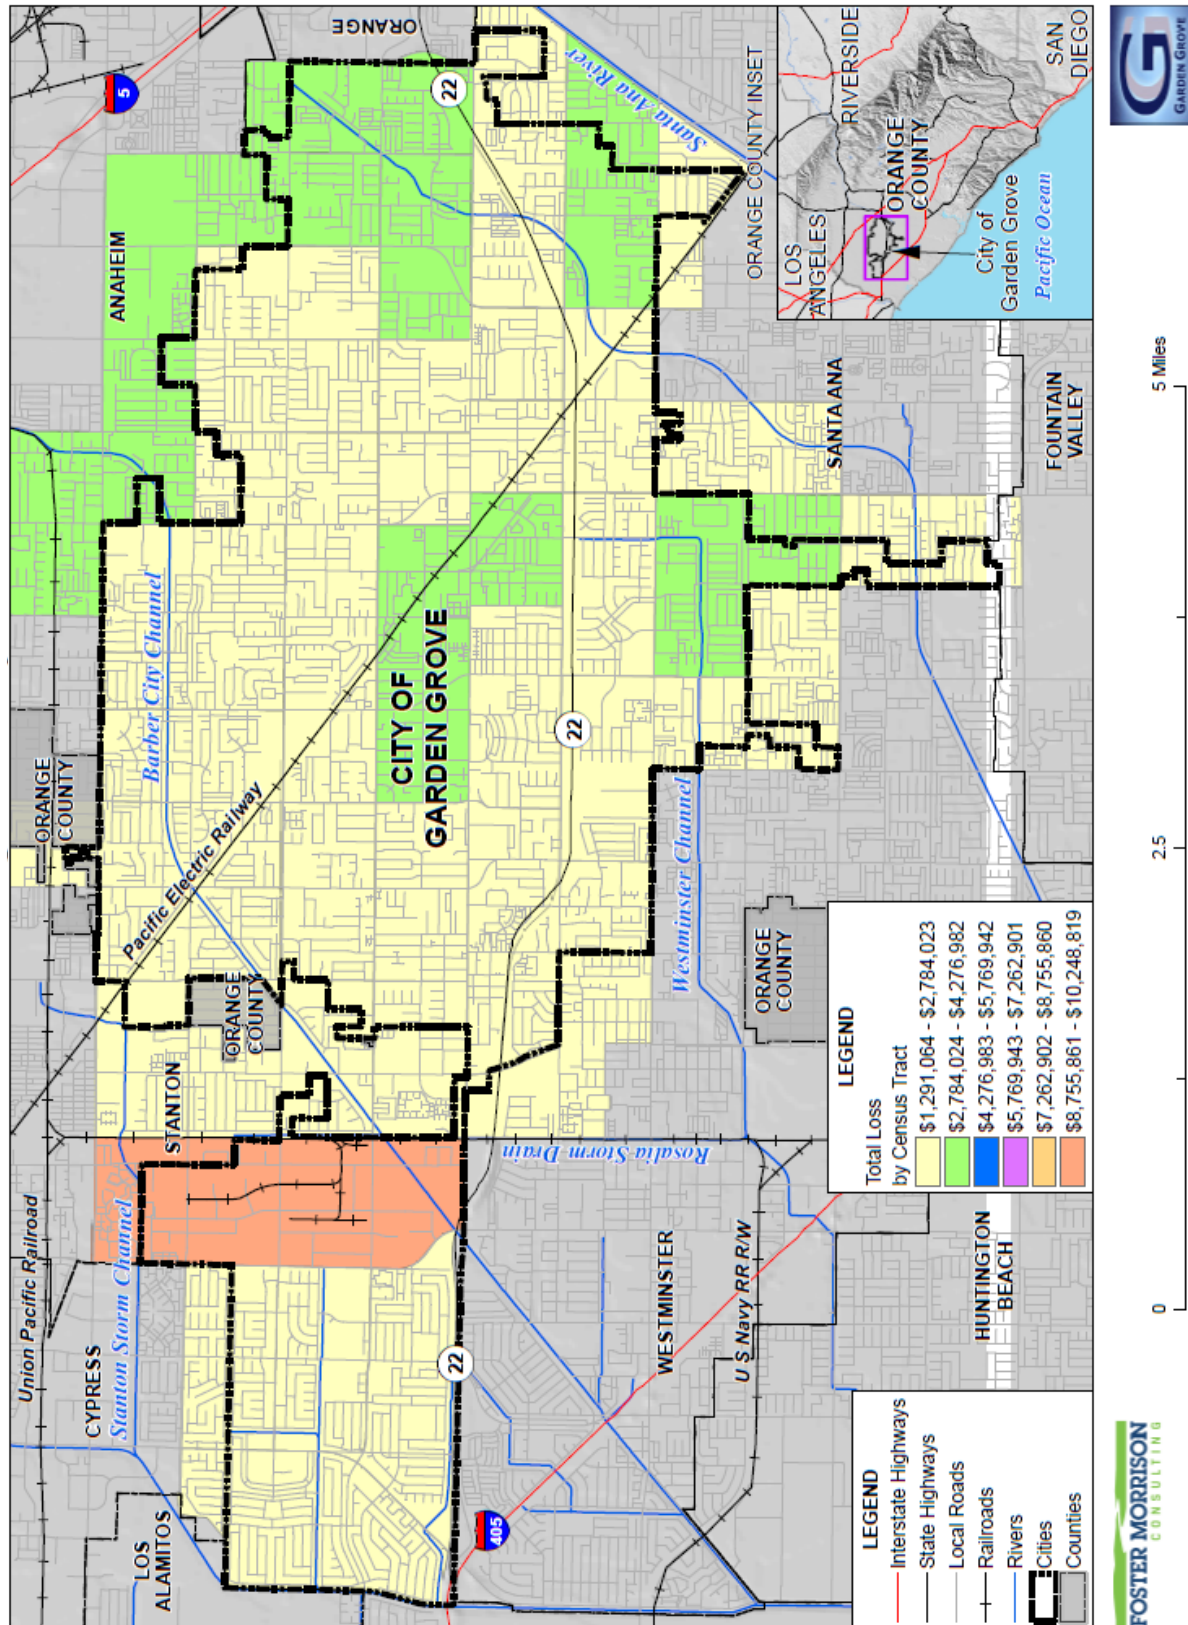 Union Pacific Railroad
CYPRESS
Stanton Storm Channel
LOS
ALAMITOS
STANTON
Pacific Electric Railway
ORANGE
COUNTY
ORANGE
COUNTY
Barber City Channel
ANAHEIM
5
ORANGE
22
Santa Ana River
CITY OF
GARDEN GROVE
22
22
405
Rosalia Storm Drain
WESTMINSTER
U S Navy RR R/W
Westminster Channel
ORANGE
COUNTY
SANTA ANA
FOUNTAIN
VALLEY
HUNTINGTON
BEACH
ORANGE COUNTY INSET
LOS
ANGELES
RIVERSIDE
ORANGE
COUNTY
SAN
DIEGO
City of
Garden Grove
Pacific Ocean
LEGEND
Interstate Highways
State Highways
Local Roads
Railroads
Rivers
Cities
Counties
LEGEND
Total Loss
by Census Tract
$1,291,064 - $2,784,023
$2,784,024 - $4,276,982
$4,276,983 - $5,769,942
$5,769,943 - $7,262,901
$7,262,902 - $8,755,860
$8,755,861 - $10,248,819
FOSTER MORRISON
CONSULTING
0
2.5
5 Miles
G
GARDEN GROVE